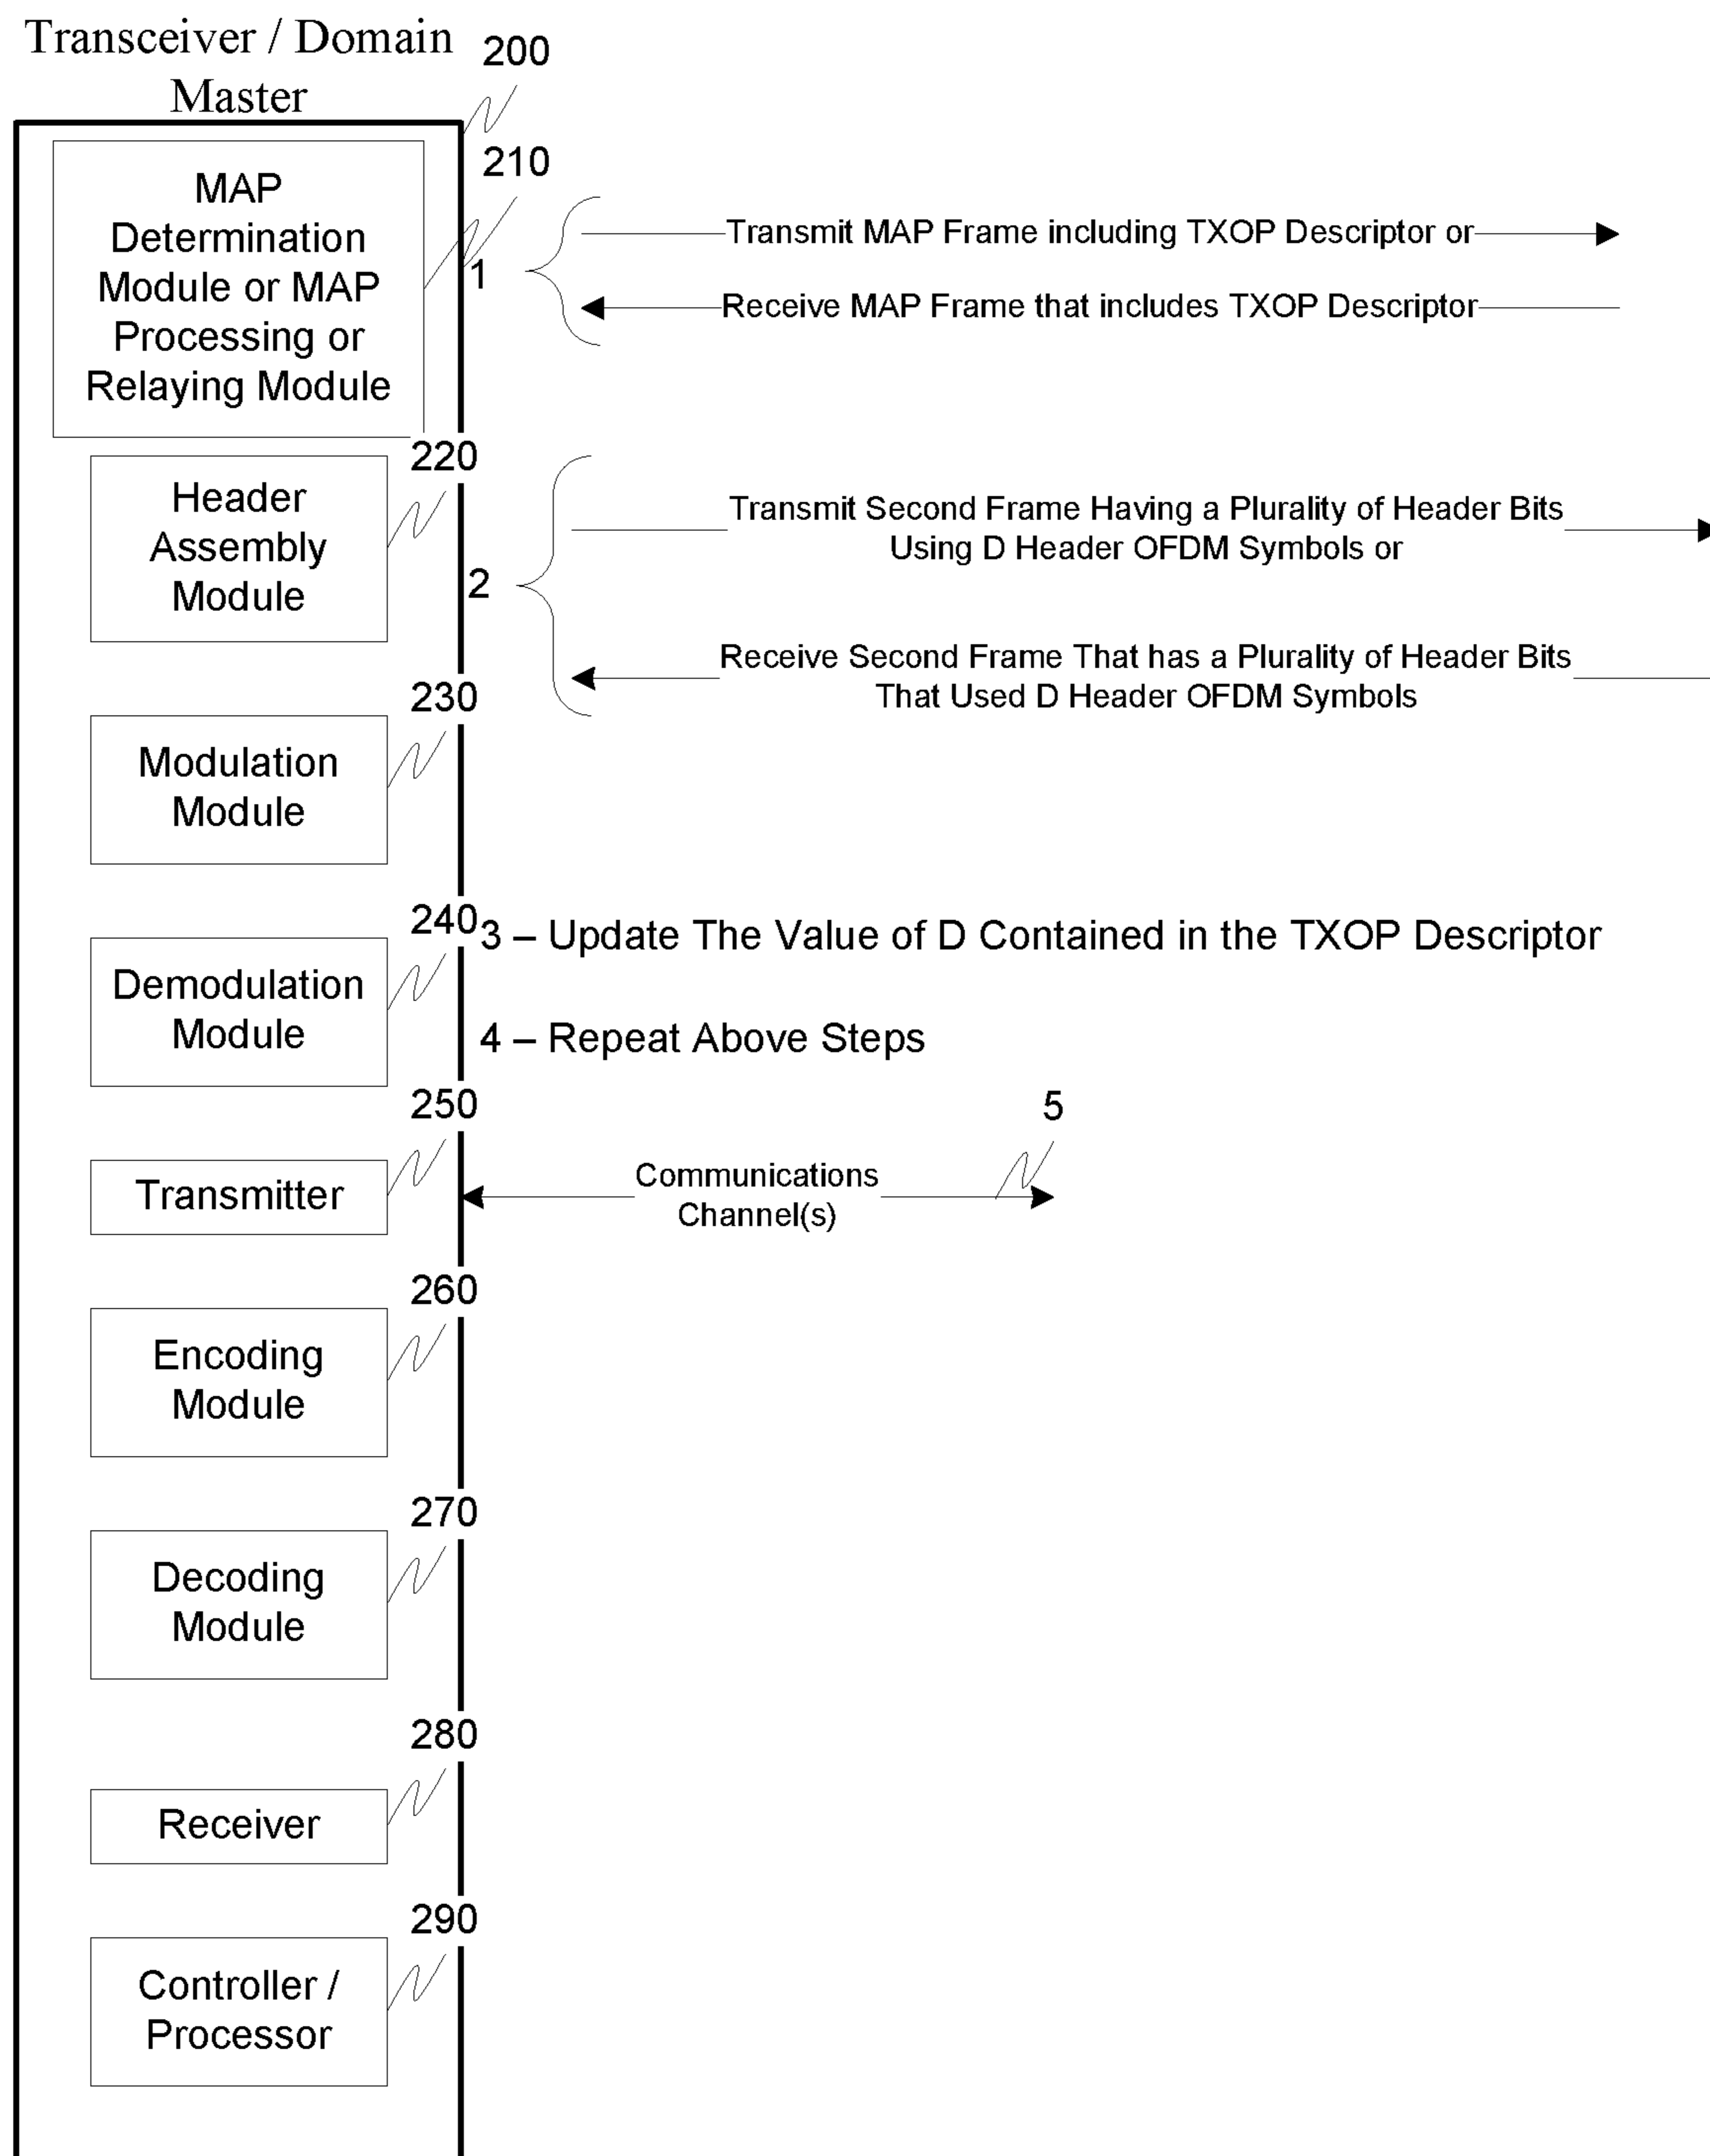 Transceiver / Domain
Master
200
210
MAP
Determination
Module or MAP
Processing or
Relaying Module
1
Transmit MAP Frame including TXOP Descriptor or
Receive MAP Frame that includes TXOP Descriptor
220
Header
Assembly
Module
2
Transmit Second Frame Having a Plurality of Header Bits
Using D Header OFDM Symbols or
Receive Second Frame That has a Plurality of Header Bits
That Used D Header OFDM Symbols
230
Modulation
Module
240
3 – Update The Value of D Contained in the TXOP Descriptor
Demodulation
Module
4 – Repeat Above Steps
250
5
Transmitter
Communications
Channel(s)
260
Encoding
Module
270
Decoding
Module
280
Receiver
290
Controller /
Processor